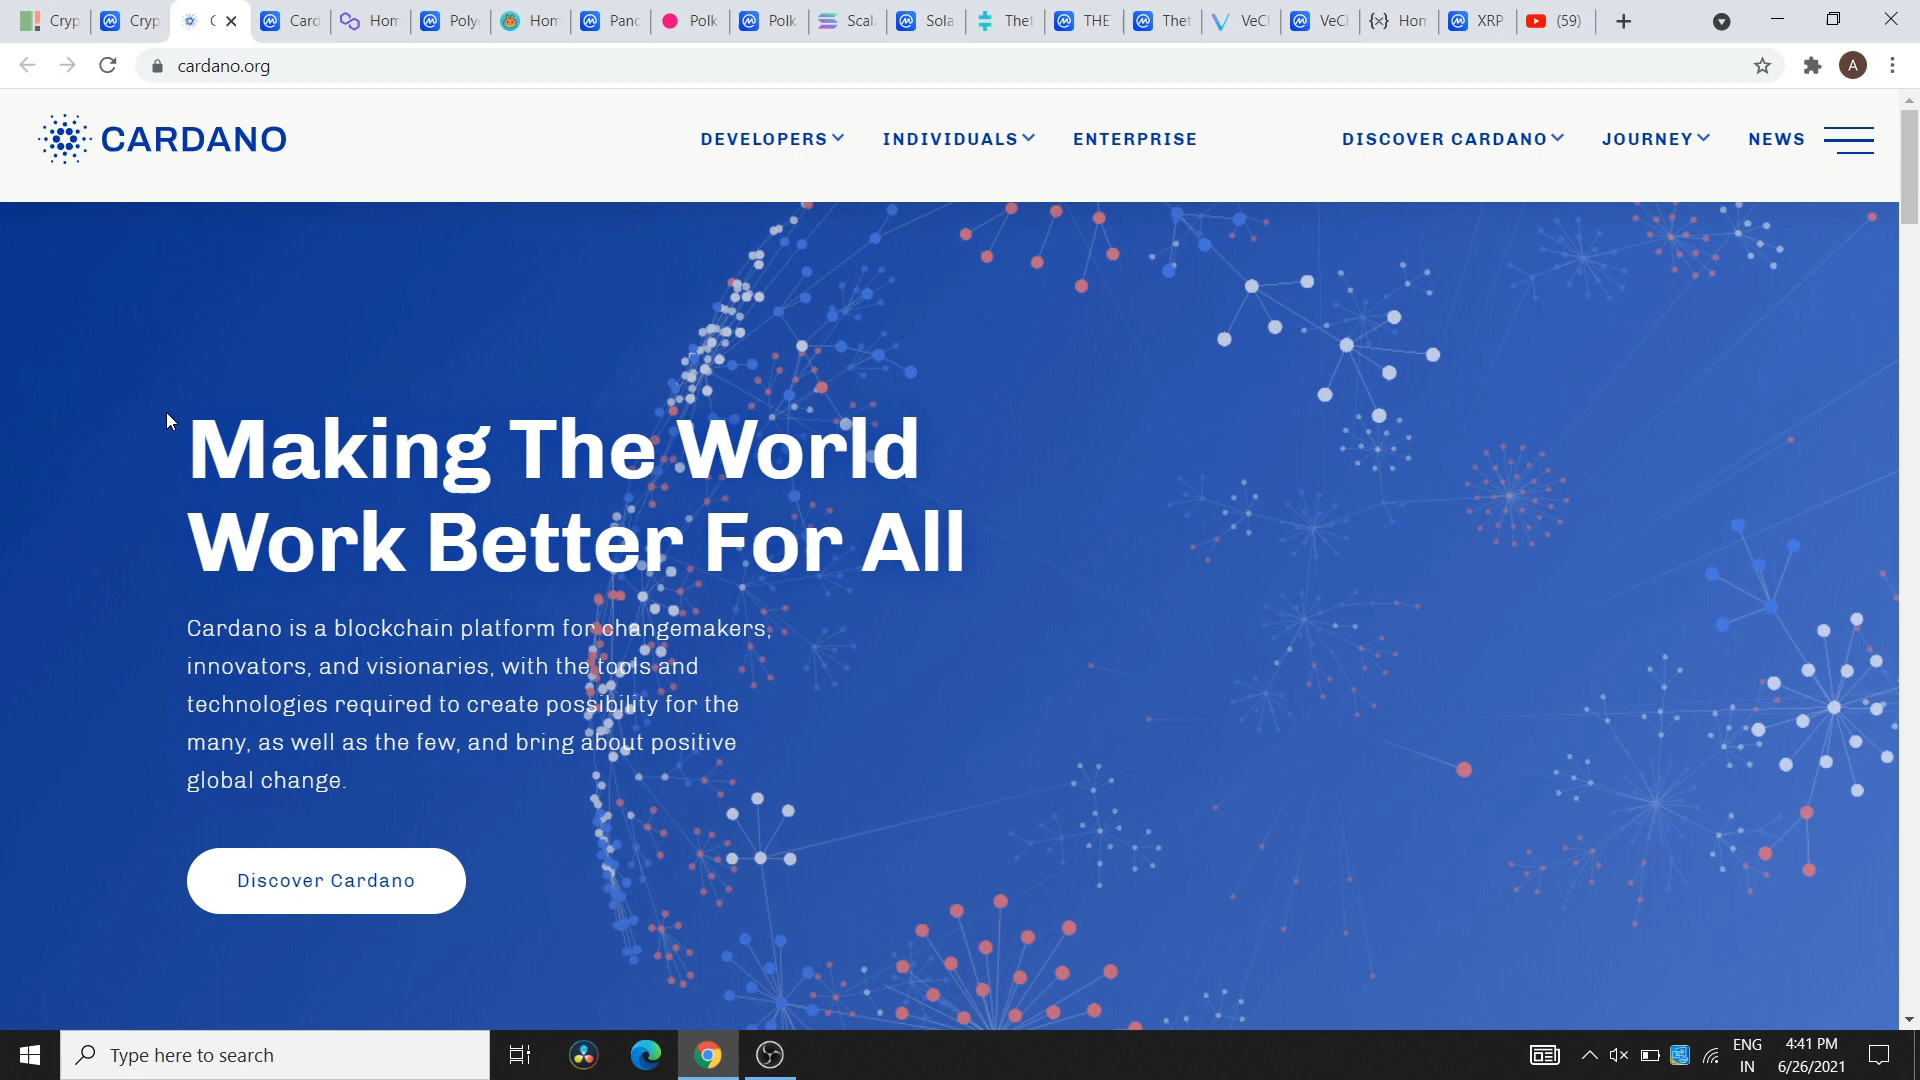 Cryp
Cryp
C
Card
Hom
Poly
Hom
Panc
Polk
Polk
Scal
Sola
Thet
THE
Thet
VeCh
VeCh
Hom
XRP
(59)
cardano.org
A
CARDANO
DEVELOPERS
INDIVIDUALS
ENTERPRISE
DISCOVER CARDANO
JOURNEY
NEWS
Making The World
Work Better For All
Cardano is a blockchain platform for changemakers,
innovators, and visionaries, with the tools and
technologies required to create possibility for the
many, as well as the few, and bring about positive
global change.
Discover Cardano
Type here to search
ENG
IN
4:41 PM
6/26/2021